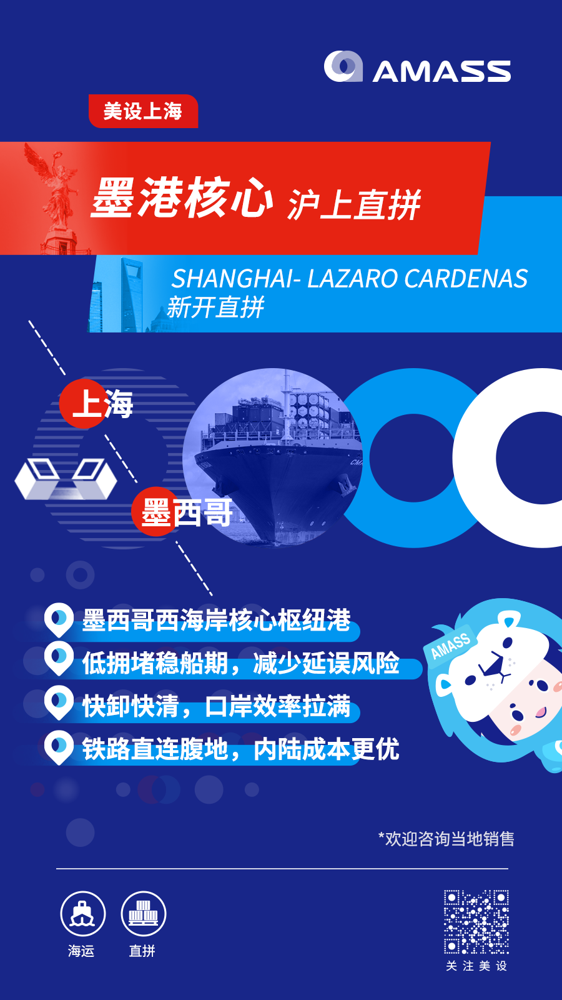 AMASS
美设上海
墨港核心 沪上直拼
SHANGHAI- LAZARO CARDENAS
新开直拼
上海
墨西哥
墨西哥西海岸核心枢纽港
低拥堵稳船期，减少延误风险
快卸快清，口岸效率拉满
铁路直连腹地，内陆成本更优
AMASS
*欢迎咨询当地销售
海运
直拼
关注美设